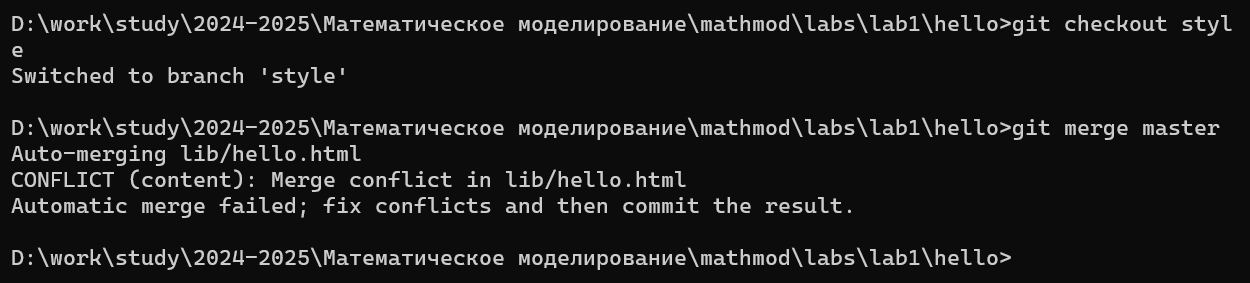 D:\work\study\2024-2025\Математическое моделирование\mathmod\labs\lab1\hello>git checkout styl
e
Switched to branch 'style'
D:\work\study\2024-2025\Математическое моделирование\mathmod\labs\lab1\hello>git merge master
Auto-merging lib/hello.html
CONFLICT (content): Merge conflict in lib/hello.html
Automatic merge failed; fix conflicts and then commit the result.
D:\work\study\2024-2025\Математическое моделирование\mathmod\labs\lab1\hello>